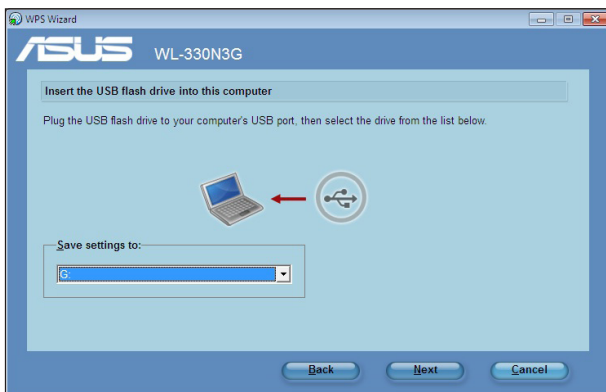 WPS Wizard
ASUS WL-330N3G
Insert the USB flash drive into this computer
Plug the USB flash drive to your computer's USB port, then select the drive from the list below.
Save settings to:
G:
Back Next Cancel